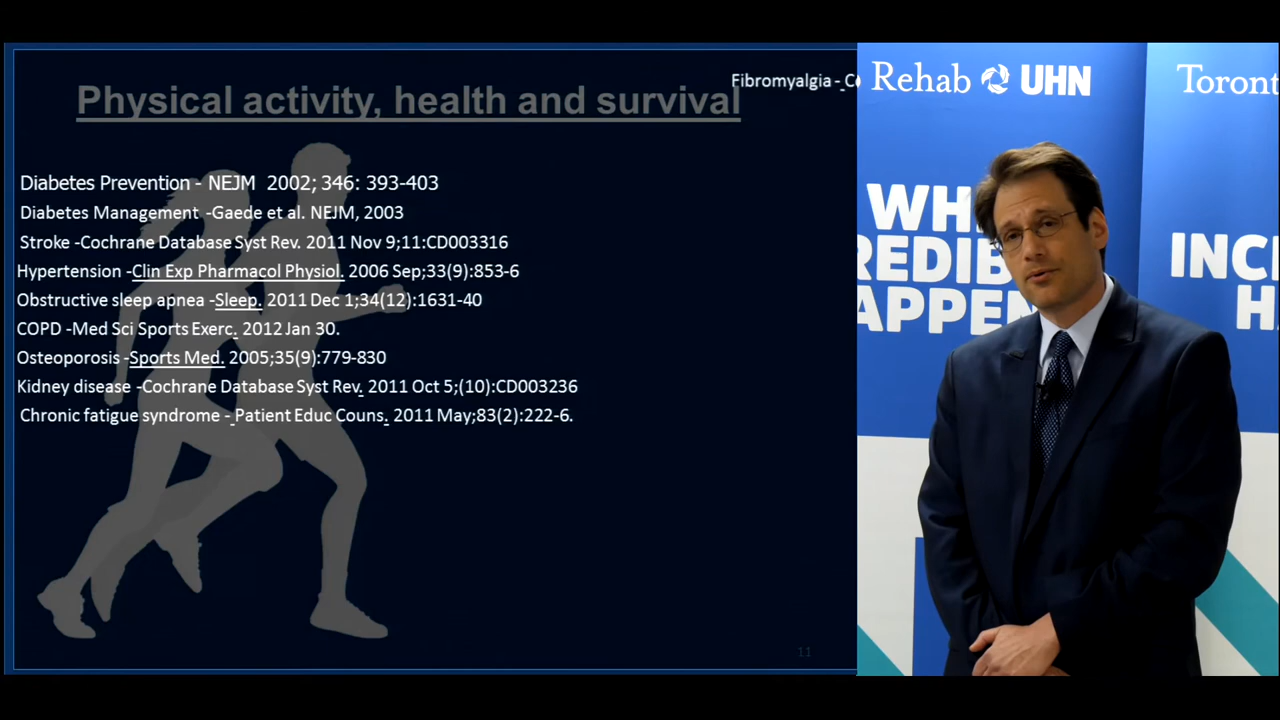 Physical activity, health and survival
Fibromyalgia - Co
Diabetes Prevention - NEJM 2002; 346: 393-403
Diabetes Management -Gaede et al. NEJM, 2003
Stroke -Cochrane Database Syst Rev. 2011 Nov 9;11:CD003316
Hypertension -Clin Exp Pharmacol Physiol. 2006 Sep;33(9):853-6
Obstructive sleep apnea -Sleep. 2011 Dec 1;34(12):1631-40
COPD -Med Sci Sports Exerc. 2012 Jan 30.
Osteoporosis -Sports Med. 2005;35(9):779-830
Kidney disease -Cochrane Database Syst Rev. 2011 Oct 5;(10):CD003236
Chronic fatigue syndrome - Patient Educ Couns. 2011 May;83(2):222-6.
11
Rehab UHN
WH
REDIB
APPEN
Toront
INC
H